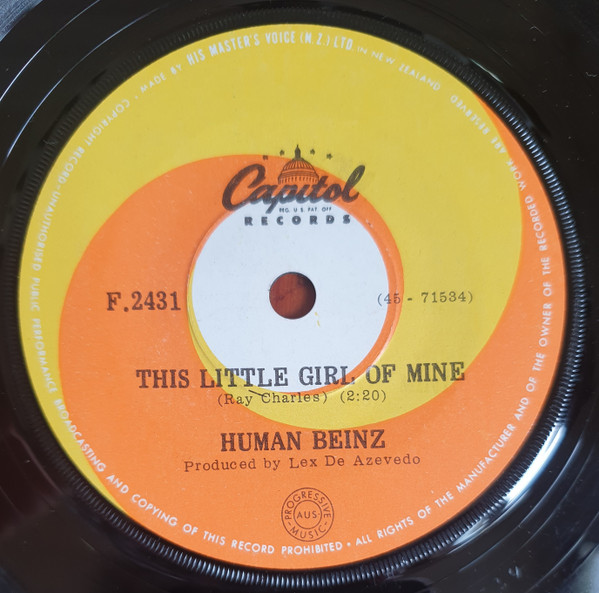 MADE BY HIS MASTER'S VOICE (N.Z.) LTD IN NEW ZEALAND
ALL RIGHTS OF THE MANUFACTURER AND OF THE OWNER OF THE RECORDED WORK ARE RESERVED
COPYRIGHT RECORD-UNAUTHORISED PUBLIC PERFORMANCE BROADCASTING AND COPYING OF THIS RECORD PROHIBITED •
Capitol
REG. U.S. PAT. OFF
RECORDS
F.2431
(45 - 71534)
THIS LITTLE GIRL OF MINE
(Ray Charles) (2:20)
HUMAN BEINZ
Produced by Lex De Azevedo
PROGRESSIVE
AUS.
MUSIC